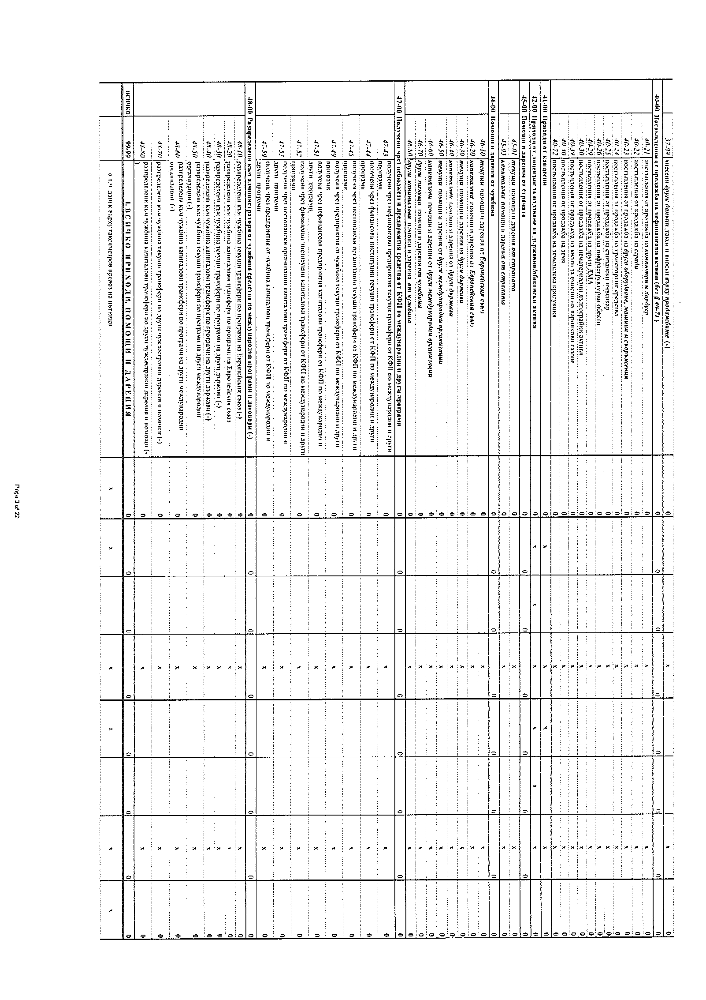 37-09 внесени други данъци, такси и вноски върху продажбите (-) 0 x x 0
40-00 Постъпления от продажба на нефинансови активи (без § 40-71) 0 0 0 0 0 0 0 0
40-21 постъпления от продажба на компютри и хардуер 0 x x 0
40-22 постъпления от продажба на сгради 0 x x 0
40-23 постъпления от продажба на друго оборудване, машини и съоръжения 0 x x 0
40-24 постъпления от продажба на транспортни средства 0 x x 0
40-25 постъпления от продажба на стопански инвентар 0 x x 0
40-26 постъпления от продажба на инфраструктурни обекти 0 x x 0
40-29 постъпления от продажба на други ДМА 0 x x 0
40-30 постъпления от продажба на нематериални дълготрайни активи 0 x x 0
40-39 постъпления от продажба на квоти за емисии на парникови газове 0 x x 0
40-40 постъпления от продажба на земя 0 x x 0
40-72 постъпления от продажба на земеделска продукция 0 x x 0
41-00 Приходи от концесии 0 x x x x 0
42-00 Приходи от лицензии за ползване на държавни/общински активи 0 x x x x x x 0
45-00 Помощи и дарения от страната 0 0 0 0 0 0 0 0
45-01 текущи помощи и дарения от страната 0 x x 0
45-03 капиталови помощи и дарения от страната 0 x x 0
46-00 Помощи и дарения от чужбина 0 0 0 0 0 0 0 0
46-10 текущи помощи и дарения от Европейския съюз 0 x x 0
46-20 капиталови помощи и дарения от Европейския съюз 0 x x 0
46-30 текущи помощи и дарения от други държави 0 x x 0
46-40 капиталови помощи и дарения от други държави 0 x x 0
46-50 текущи помощи и дарения от други международни организации 0 x x 0
46-60 капиталови помощи и дарения от други международни организации 0 x x 0
46-70 други текущи помощи и дарения от чужбина 0 x x 0
46-80 други капиталови помощи и дарения от чужбина 0 x x 0
47-00 Получени чрез небюджетни предприятия средства от КФП по международни и други програми 0 0 0 0 0 0 0 0
47-43 получени чрез нефинансови предприятия текущи трансфери от КФП по международни и други
програми 0 x x 0
47-44 получени чрез финансови институции текущи трансфери от КФП по международни и други
програми 0 x x 0
47-45 получени чрез нестопански организации текущи трансфери от КФП по международни и други
програми 0 x x 0
47-49 получени чрез предприятия от чужбина текущи трансфери от КФП по международни и други
програми 0 x x 0
47-51 получени чрез нефинансови предприятия капиталови трансфери от КФП по международни и
други програми 0 x x 0
47-52 получени чрез финансови институции капиталови трансфери от КФП по международни и други
програми 0 x x 0
47-53 получени чрез нестопански организации капиталови трансфери от КФП по международни и
други програми 0 x x 0
47-59 получени чрез предприятия от чужбина капиталови трансфери от КФП по международни и
други програми 0 x x 0
48-00 Разпределени към администратори от чужбина средства по международни програми и договори (-) 0 0 0 0 0 0 0 0
48-10 разпределени към чужбина текущи трансфери по програми на Европейския съюз (-) 0 x x 0
48-20 разпределени към чужбина капиталови трансфери по програми на Европейския съюз 0 x x 0
48-30 разпределени към чужбина текущи трансфери по програми на други държави (-) 0 x x 0
48-40 разпределени към чужбина капиталови трансфери по програми на други държави (-) 0 x x 0
48-50 разпределени към чужбина текущи трансфери по програми на други международни
организации (-) 0 x x 0
48-60 разпределени към чужбина капиталови трансфери по програми на други международни
организации (-) 0 x x 0
48-70 разпределени към чужбина текущи трансфери по други чуждестранни дарения и помощи (-) 0 x x 0
48-80 разпределени към чужбина капиталови трансфери по други чуждестранни дарения и помощи (-
) 0 x x 0
всичко 99-99 I. ВСИЧКО ПРИХОДИ, ПОМОЩИ И ДАРЕНИЯ 0 0 0 0 0 0 0 0
в т.ч. данък върху таксиметров превоз на пътници x x x x x x
Page 3 of 22